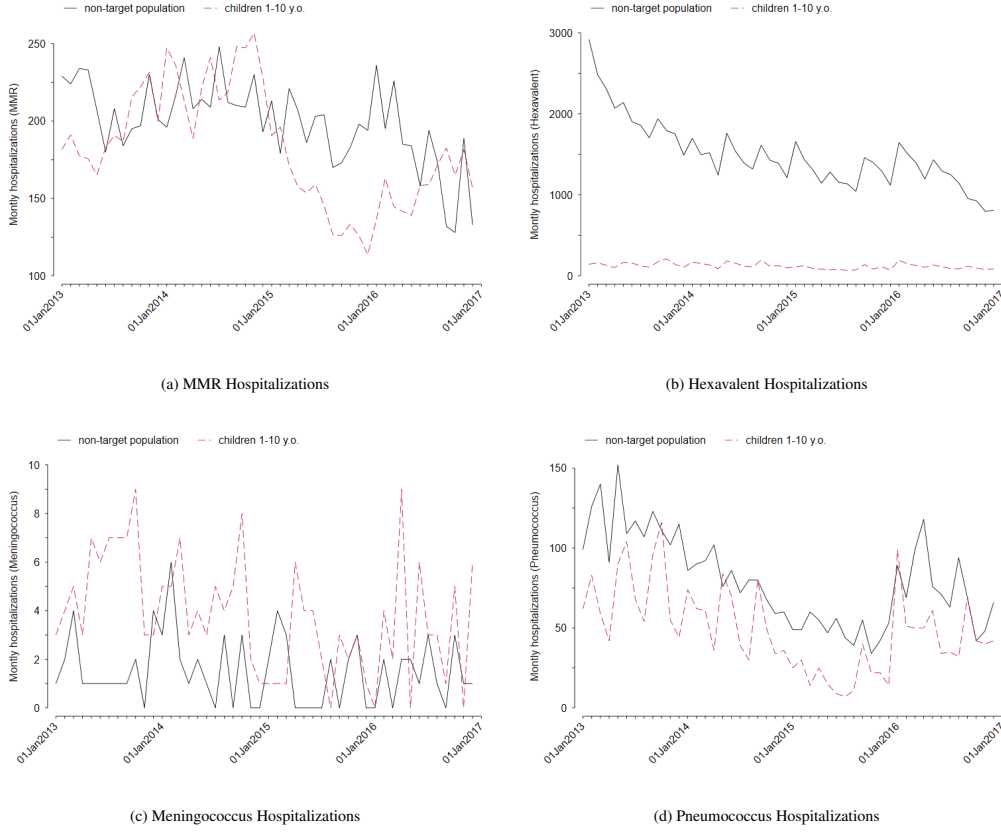 non-target population children 1-10 y.o.
Montly hospitalizations (MMR)
250
200
150
100
01Jan2013
01Jan2014
01Jan2015
01Jan2016
01Jan2017
(a) MMR Hospitalizations
non-target population children 1-10 y.o.
Montly hospitalizations (Hexavalent)
3000
2000
1000
0
01Jan2013
01Jan2014
01Jan2015
01Jan2016
01Jan2017
(b) Hexavalent Hospitalizations
non-target population children 1-10 y.o.
Montly hospitalizations (Meningococcus)
10
8
6
4
2
0
01Jan2013
01Jan2014
01Jan2015
01Jan2016
01Jan2017
(c) Meningococcus Hospitalizations
non-target population children 1-10 y.o.
Montly hospitalizations (Pneumococcus)
150
100
50
0
01Jan2013
01Jan2014
01Jan2015
01Jan2016
01Jan2017
(d) Pneumococcus Hospitalizations